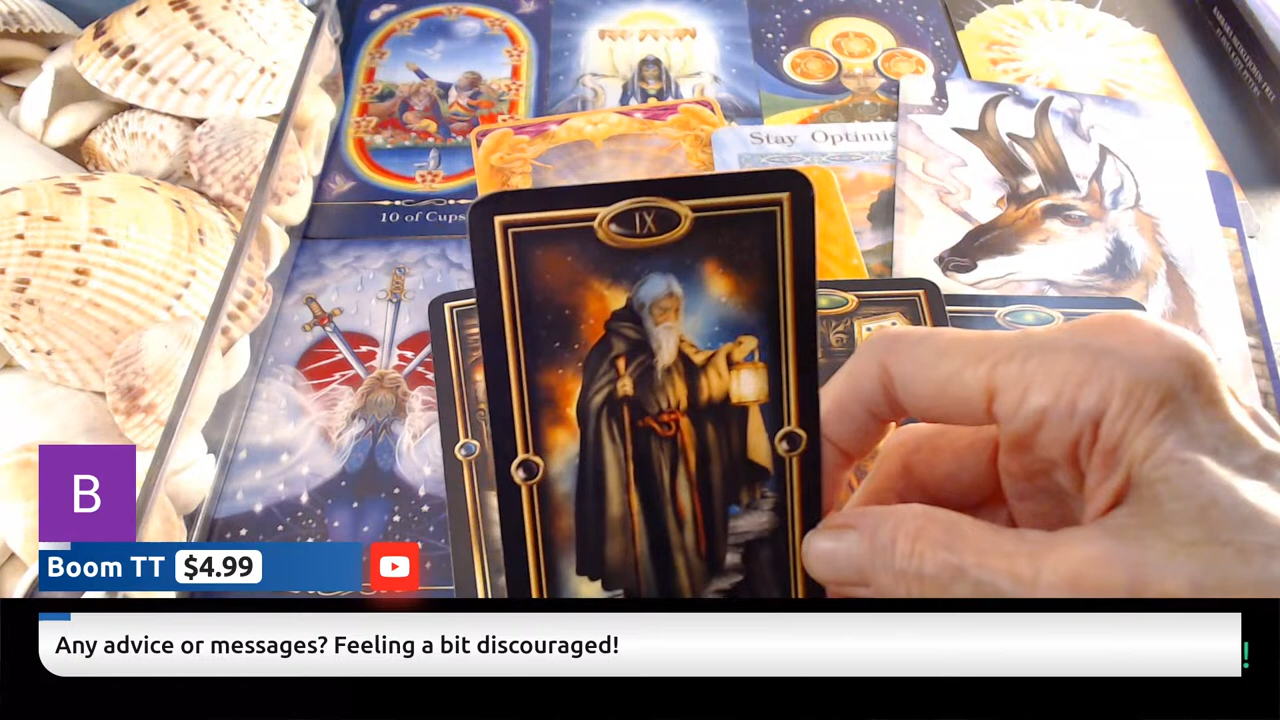 10 of Cups
Stay Optimis
IX
B
Boom TT $4.99
Any advice or messages? Feeling a bit discouraged!
!